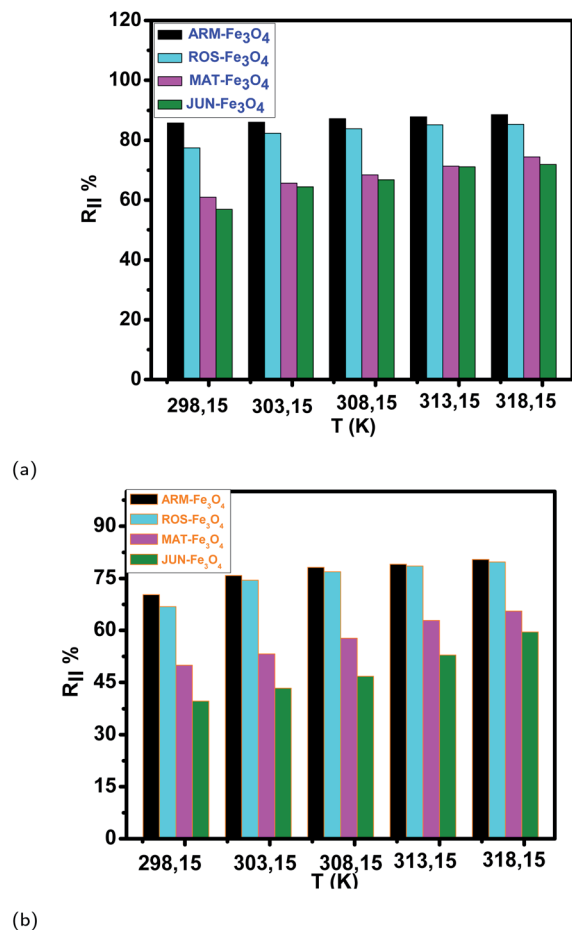 120
100
80
60
40
20
0
R_II %
ARM-Fe₃O₄
ROS-Fe₃O₄
MAT-Fe₃O₄
JUN-Fe₃O₄
298,15 303,15 308,15 313,15 318,15
T (K)
(a)
90
75
60
45
30
15
0
R_II %
ARM-Fe₃O₄
ROS-Fe₃O₄
MAT-Fe₃O₄
JUN-Fe₃O₄
298,15 303,15 308,15 313,15 318,15
T (K)
(b)